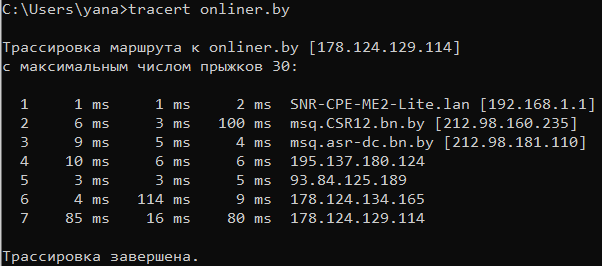 C:\Users\yana>tracert onliner.by
Трассировка маршрута к onliner.by [178.124.129.114]
с максимальным числом прыжков 30:
1 1 ms 1 ms 2 ms SNR-CPE-ME2-Lite.lan [192.168.1.1]
2 6 ms 3 ms 100 ms msq.CSR12.bn.by [212.98.160.235]
3 9 ms 5 ms 4 ms msq.asr-dc.bn.by [212.98.181.110]
4 10 ms 6 ms 6 ms 195.137.180.124
5 3 ms 3 ms 5 ms 93.84.125.189
6 4 ms 114 ms 9 ms 178.124.134.165
7 85 ms 16 ms 80 ms 178.124.129.114
Трассировка завершена.